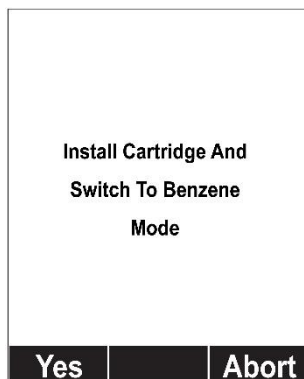 Install Cartridge And
Switch To Benzene
Mode
Yes Abort